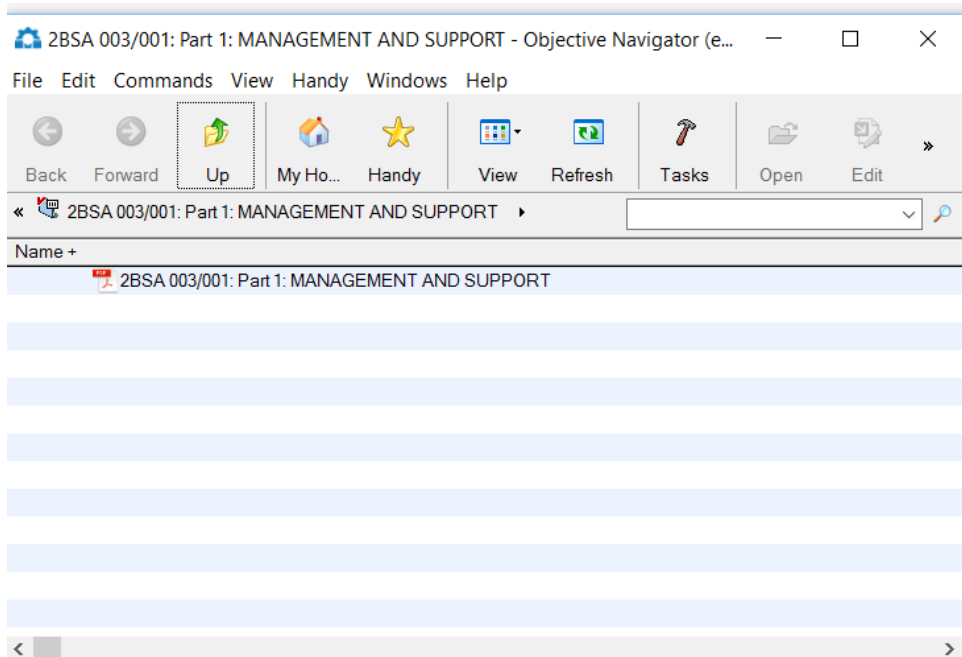 2BSA 003/001: Part 1: MANAGEMENT AND SUPPORT - Objective Navigator (e...
File Edit Commands View Handy Windows Help
Back Forward Up My Ho... Handy View Refresh Tasks Open Edit »
« 2BSA 003/001: Part 1: MANAGEMENT AND SUPPORT
Name +
2BSA 003/001: Part 1: MANAGEMENT AND SUPPORT